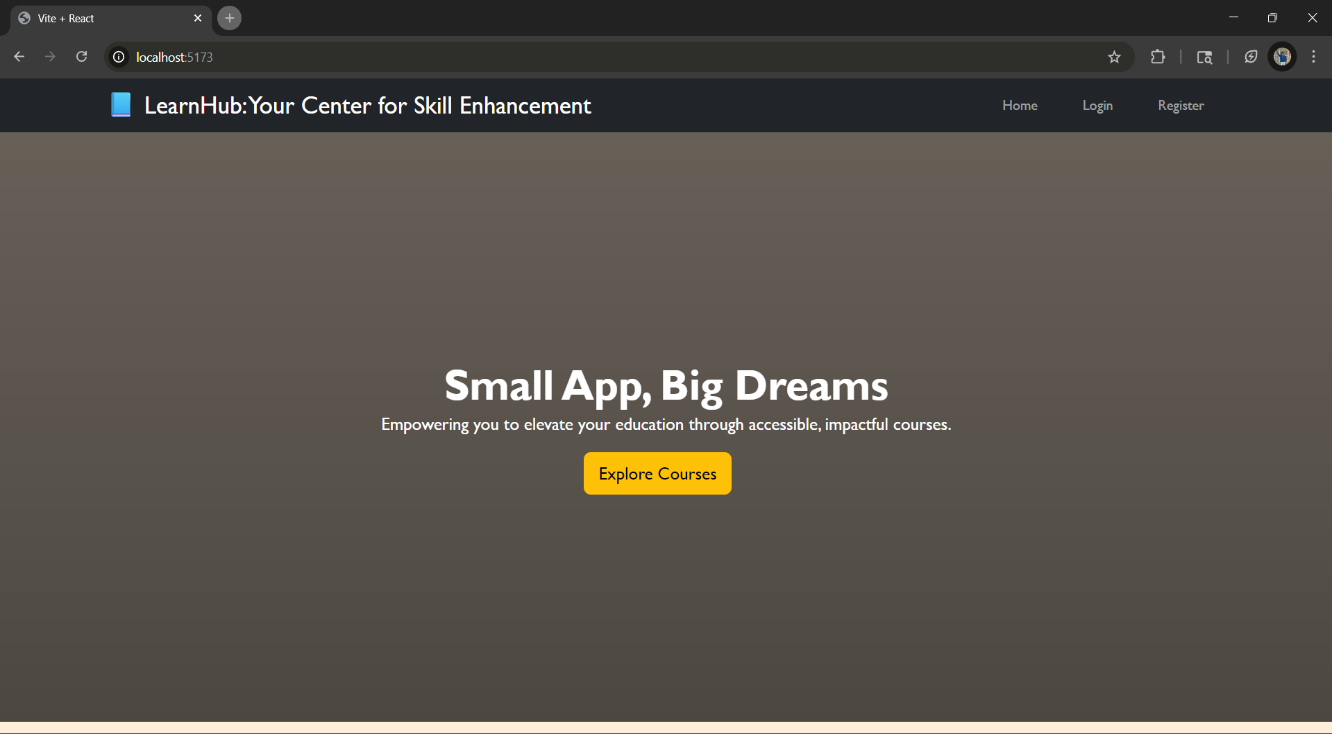 Vite + React
localhost:5173
LearnHub:Your Center for Skill Enhancement
Home Login Register
Small App, Big Dreams
Empowering you to elevate your education through accessible, impactful courses.
Explore Courses